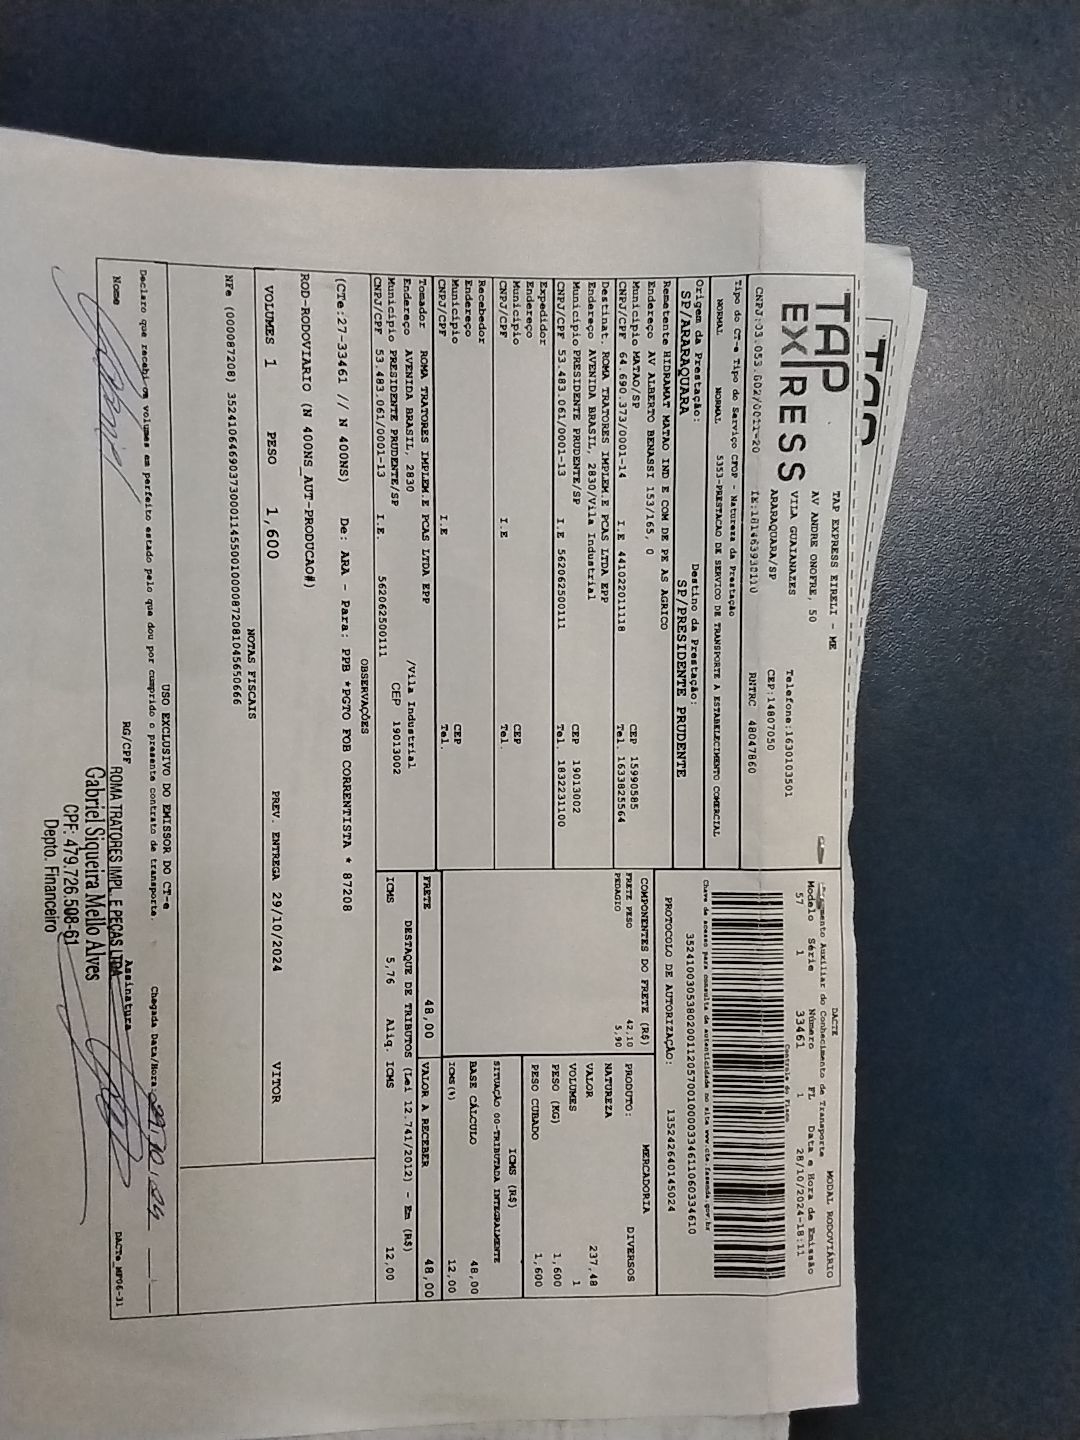 TAP
EXPRESS
TAP EXPRESS EIRELI - ME
AV ANDRE ONOFRE, 50
VILA GUAIANAZES
ARARAQUARA/SP
Telefone:1630103501
CEP:14807050
RNTRC 48047860
Tipo do CT-e Tipo do Serviço CFOP - Natureza da Prestação
NORMAL NORMAL 5353-PRESTACAO DE SERVICO DE TRANSPORTE A ESTABELECIMENTO COMERCIAL
Origem da Prestação: Destino da Prestação:
SP/ARARAQUARA SP/PRESIDENTE PRUDENTE
Remetente HIDRAMAT MATAO IND E COM DE PE AS AGRICO
Endereço AV ALBERTO BENASSI 153/165, 0
Município MATAO/SP CEP 15990585
CNPJ/CPF 64.690.373/0001-14 I.E 441022011118 Tel. 1633825564
Destinat. ROMA TRATORES IMPLEM.E PCAS LTDA EPP
Endereço AVENIDA BRASIL, 2830/Vila Industrial
Município PRESIDENTE PRUDENTE/SP CEP 19013002
CNPJ/CPF 53.483.061/0001-13 I.E 562062500111 Tel. 1832231100
Expedidor
Endereço
Município CEP
CNPJ/CPF I.E Tel.
Recebedor
Endereço
Município CEP
CNPJ/CPF I.E Tel.
Tomador ROMA TRATORES IMPLEM.E PCAS LTDA EPP
Endereço AVENIDA BRASIL, 2830 /Vila Industrial
Município PRESIDENTE PRUDENTE/SP CEP 19013002
CNPJ/CPF 53.483.061/0001-13 I.E. 562062500111
DACTE
Documento Auxiliar do Conhecimento de Transporte
MODAL RODOVIÁRIO
Modelo Série Número FL Data e Hora de Emissão
57 1 33461 1 28/10/2024-18:11
Controle do Fisco
Chave de acesso para consulta de autenticidade no site www.cte.fazenda.gov.br
PROTOCOLO DE AUTORIZAÇÃO: 135242640145024
COMPONENTES DO FRETE (R$)
FRETE PESO 42,10
PEDAGIO 5,90
MERCADORIA
PRODUTO: DIVERSOS
NATUREZA
VALOR 237,48
VOLUMES 1
PESO (KG) 1,600
PESO CUBADO 1,600
ICMS (R$)
SITUAÇÃO 00-TRIBUTADA INTEGRALMENTE
BASE CÁLCULO 48,00
ICMS(%) 12,00
FRETE 48,00 VALOR A RECEBER 48,00
DESTAQUE DE TRIBUTOS (Lei 12.741/2012) - Em (R$)
ICMS 5,76 Alq. ICMS 12,00
OBSERVAÇÕES
(CTe:27-33461 // N 400NS) De: ARA - Para: PPB *PGTO FOB CORRENTISTA * 87208
ROD-RODOVIARIO (N 400NS_AUT-PRODUCAO#)
VOLUMES 1 PESO 1,600 PREV. ENTREGA 29/10/2024 VITOR
NOTAS FISCAIS
USO EXCLUSIVO DO EMISSOR DO CT-e
Declaro que recebi os volumes em perfeito estado pelo que dou por cumprido o presente contrato de transporte.
Chegada Data/Hora: 29/10/24
Nome RG/CPF Assinatura
ROMA TRATORES IMPL. E PEÇAS LTDA
Gabriel Siqueira Mello Alves
CPF: 479.726.508-61
Depto. Financeiro
DACTe_MP06-31